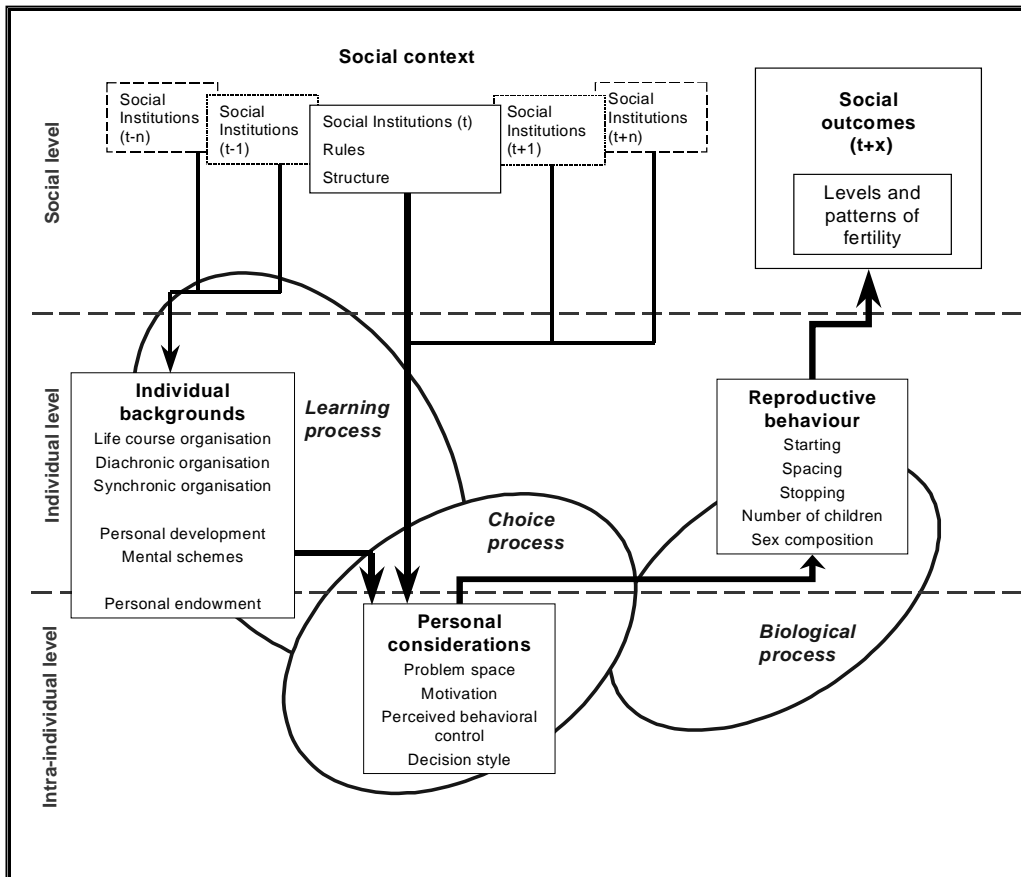 Social context
Social
Institutions
(t-n)
Social
Institutions
(t-1)
Social Institutions (t)
Rules
Structure
Social
Institutions
(t+1)
Social
Institutions
(t+n)
Social
outcomes
(t+x)
Levels and
patterns of
fertility
Social level
Individual level
Intra-individual level
Individual
backgrounds
Life course organisation
Diachronic organisation
Synchronic organisation
Personal development
Mental schemes
Personal endowment
Learning
process
Choice
process
Personal
considerations
Problem space
Motivation
Perceived behavioral
control
Decision style
Reproductive
behaviour
Starting
Spacing
Stopping
Number of children
Sex composition
Biological
process